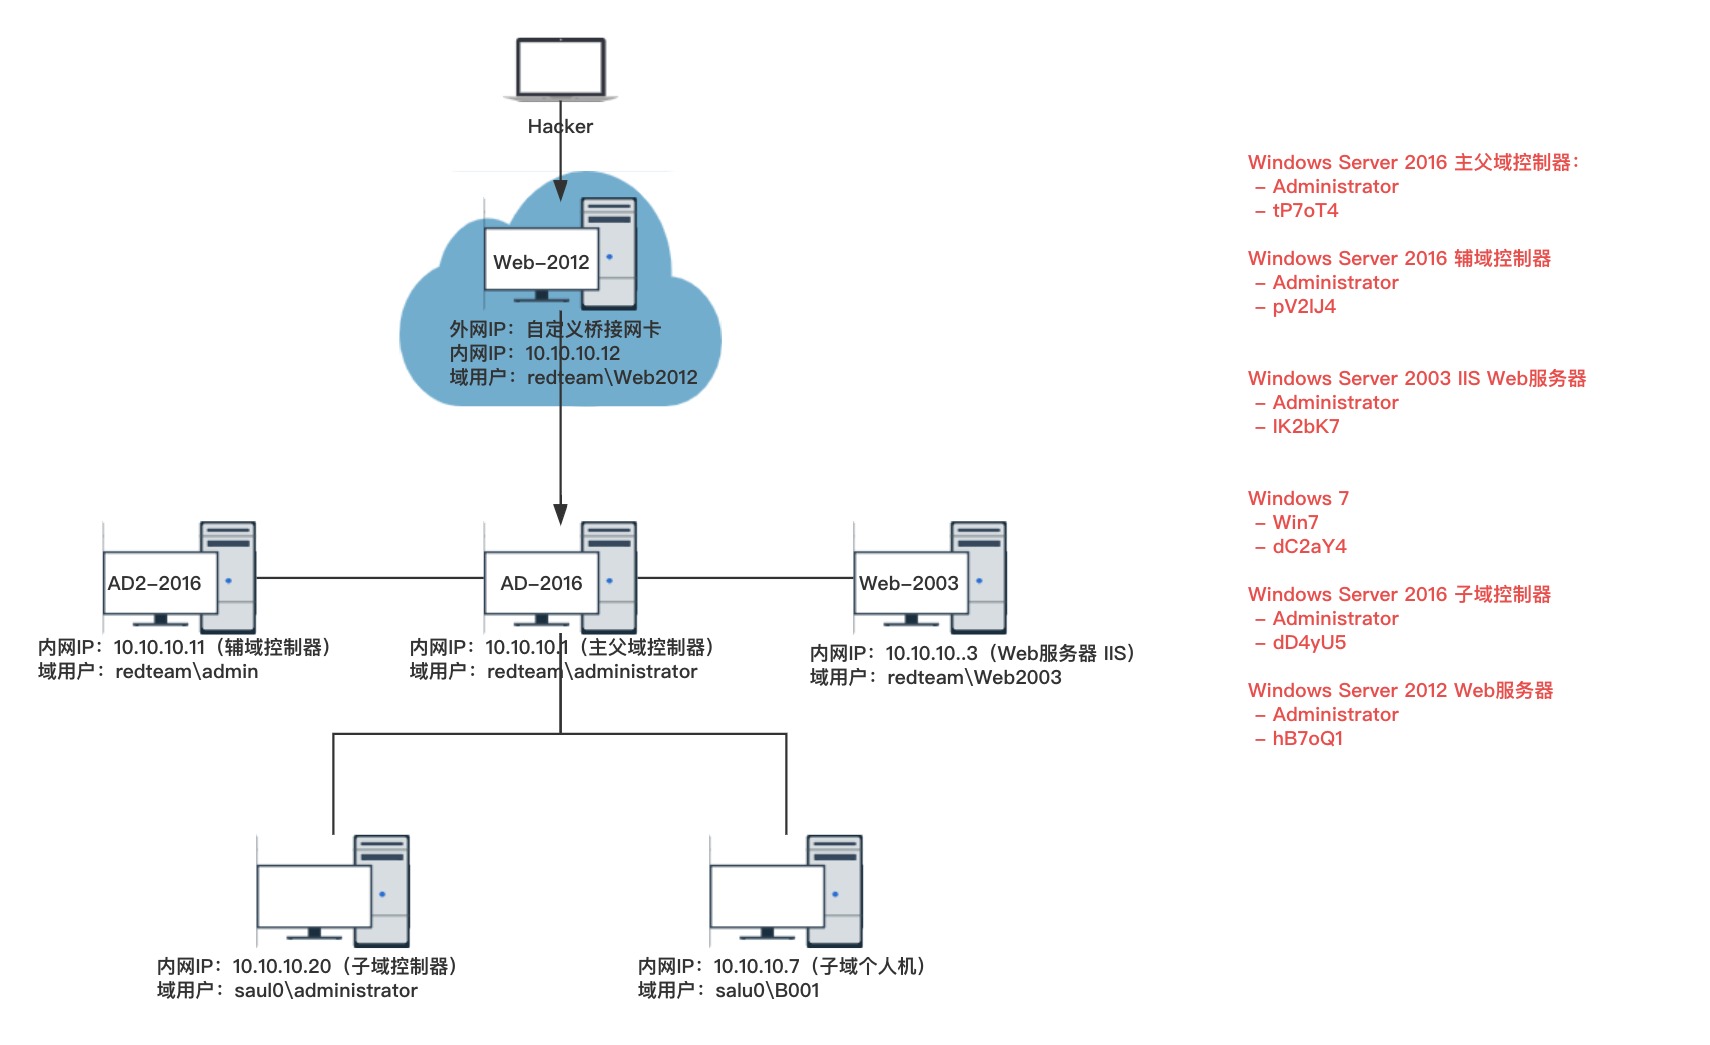 Hacker
Web-2012
外网IP：自定义桥接网卡
内网IP：10.10.10.12
域用户：redteam\Web2012
AD2-2016
内网IP：10.10.10.11（辅域控制器）
域用户：redteam\admin
AD-2016
内网IP：10.10.10.1（主父域控制器）
域用户：redteam\administrator
Web-2003
内网IP：10.10.10..3（Web服务器 IIS）
域用户：redteam\Web2003
内网IP：10.10.10.20（子域控制器）
域用户：saul0\administrator
内网IP：10.10.10.7（子域个人机）
域用户：salu0\B001
Windows Server 2016 主父域控制器：
- Administrator
- tP7oT4
Windows Server 2016 辅域控制器
- Administrator
- pV2IJ4
Windows Server 2003 IIS Web服务器
- Administrator
- IK2bK7
Windows 7
- Win7
- dC2aY4
Windows Server 2016 子域控制器
- Administrator
- dD4yU5
Windows Server 2012 Web服务器
- Administrator
- hB7oQ1